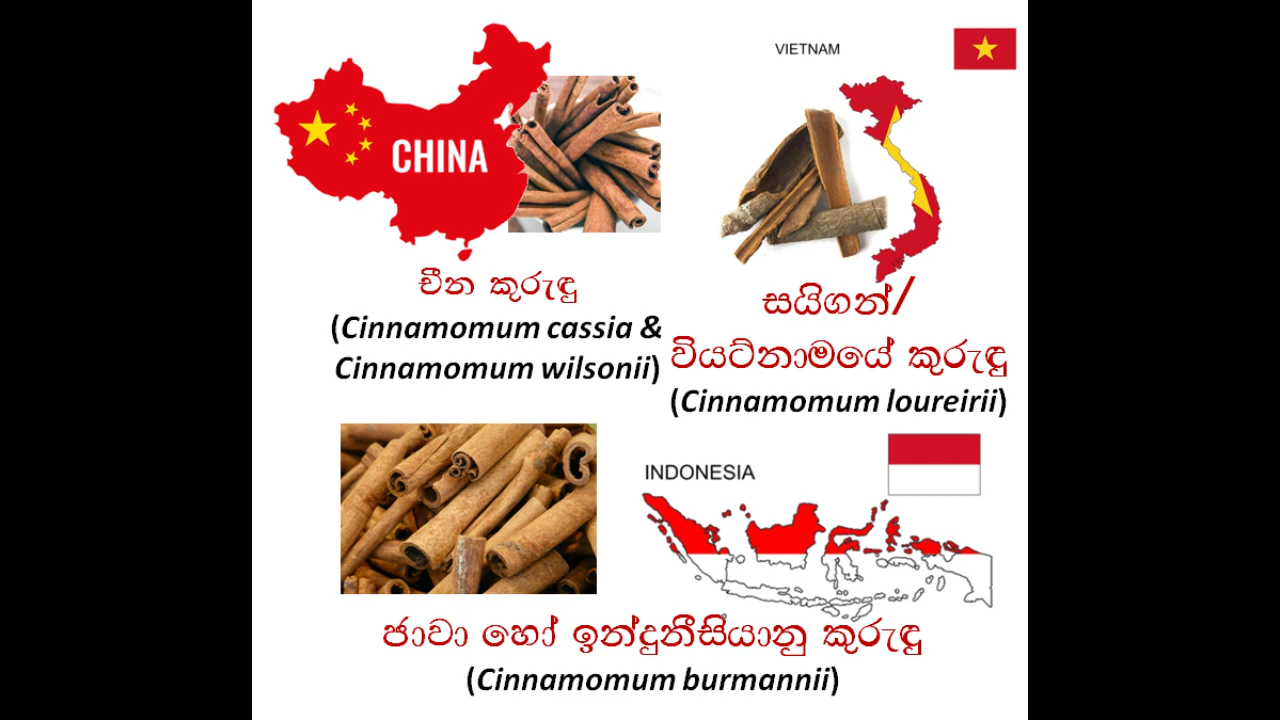 CHINA
චීන කුරුඳු
(Cinnamomum cassia &
Cinnamomum wilsonii)
VIETNAM
සයිගන්/
වියට්නාමයේ කුරුඳු
(Cinnamomum loureirii)
INDONESIA
ජාවා හෝ ඉන්දුනීසියානු කුරුඳු
(Cinnamomum burmannii)